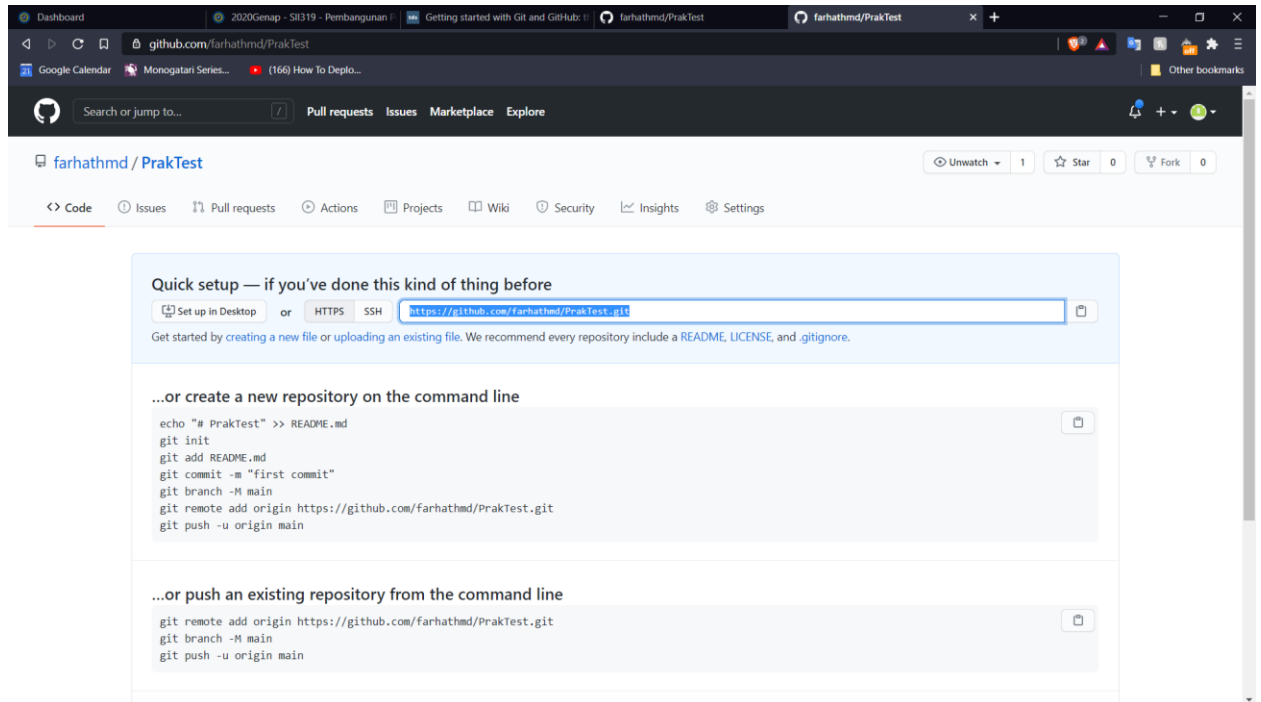 Dashboard
2020Genap - SII319 - Pembangunan P
Getting started with Git and GitHub: t
farhathmd/PrakTest
farhathmd/PrakTest
github.com/farhathmd/PrakTest
2
off
21 Google Calendar
Monogatari Series...
(166) How To Deplo...
Other bookmarks
Search or jump to...
/
Pull requests Issues Marketplace Explore
farhathmd / PrakTest
Unwatch 1
Star 0
Fork 0
Code
Issues
Pull requests
Actions
Projects
Wiki
Security
Insights
Settings
Quick setup — if you've done this kind of thing before
Set up in Desktop or HTTPS SSH https://github.com/farhathmd/PrakTest.git
Get started by creating a new file or uploading an existing file. We recommend every repository include a README, LICENSE, and .gitignore.
...or create a new repository on the command line
echo "# PrakTest" >> README.md
git init
git add README.md
git commit -m "first commit"
git branch -M main
git remote add origin https://github.com/farhathmd/PrakTest.git
git push -u origin main
...or push an existing repository from the command line
git remote add origin https://github.com/farhathmd/PrakTest.git
git branch -M main
git push -u origin main